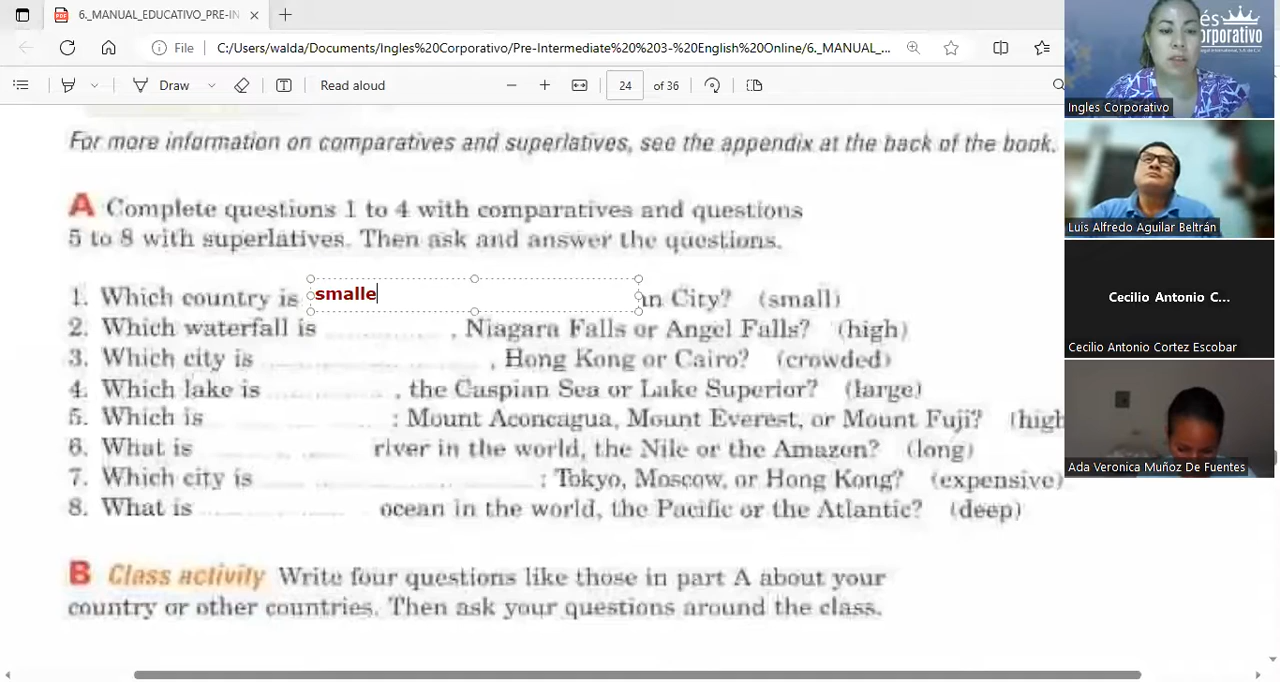 6._MANUAL_EDUCATIVO_PRE-IN
File
C:/Users/walda/Documents/Ingles%20Corporativo/Pre-Intermediate%20%203-%20English%20Online/6._MANUAL_...
Draw
Read aloud
24 of 36
For more information on comparatives and superlatives, see the appendix at the back of the book.
A Complete questions 1 to 4 with comparatives and questions
5 to 8 with superlatives. Then ask and answer the questions.
1. Which country is smalle n City? (small)
2. Which waterfall is , Niagara Falls or Angel Falls? (high)
3. Which city is , Hong Kong or Cairo? (crowded)
4. Which lake is , the Caspian Sea or Lake Superior? (large)
5. Which is : Mount Aconcagua, Mount Everest, or Mount Fuji? (high
6. What is river in the world, the Nile or the Amazon? (long)
7. Which city is : Tokyo, Moscow, or Hong Kong? (expensive)
8. What is ocean in the world, the Pacific or the Atlantic? (deep)
B Class activity Write four questions like those in part A about your
country or other countries. Then ask your questions around the class.
és
orporativo
Ingles Corporativo
Luis Alfredo Aguilar Beltrán
Cecilio Antonio C...
Cecilio Antonio Cortez Escobar
Ada Veronica Muñoz De Fuentes